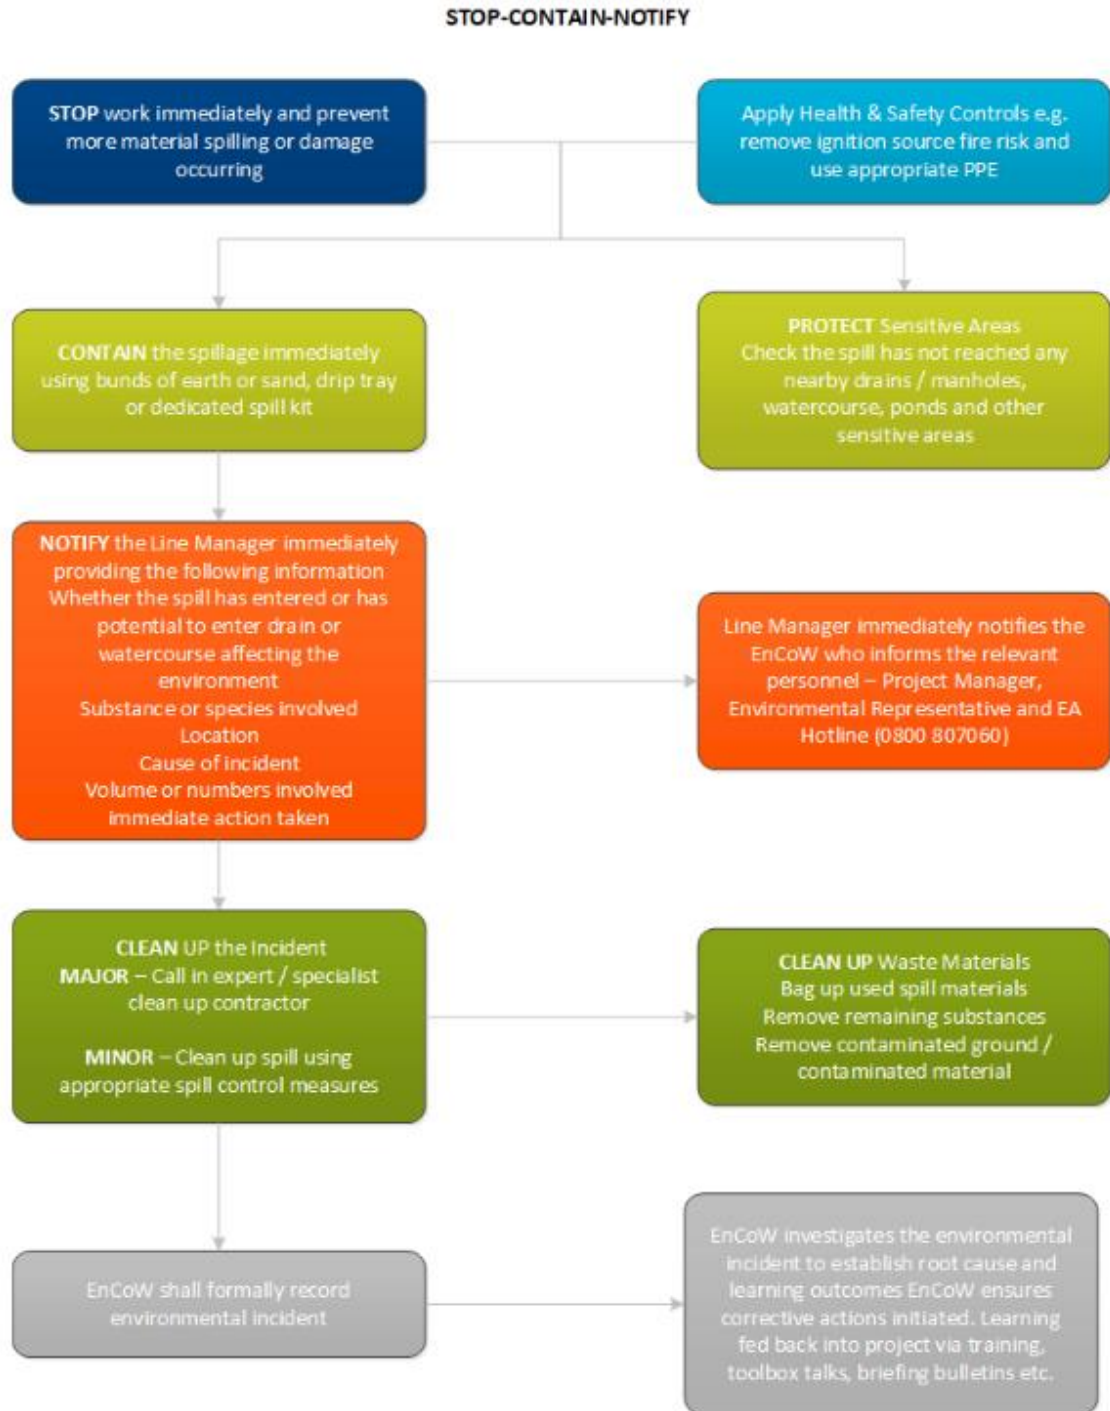 STOP-CONTAIN-NOTIFY
STOP work immediately and prevent
more material spilling or damage
occurring
Apply Health & Safety Controls e.g.
remove ignition source fire risk and
use appropriate PPE
CONTAIN the spillage immediately
using bunds of earth or sand, drip tray
or dedicated spill kit
PROTECT Sensitive Areas
Check the spill has not reached any
nearby drains / manholes,
watercourse, ponds and other
sensitive areas
NOTIFY the Line Manager immediately
providing the following information
Whether the spill has entered or has
potential to enter drain or
watercourse affecting the
environment
Substance or species involved
Location
Cause of incident
Volume or numbers involved
immediate action taken
Line Manager immediately notifies the
EnCoW who informs the relevant
personnel – Project Manager,
Environmental Representative and EA
Hotline (0800 807060)
CLEAN UP the Incident
MAJOR – Call in expert / specialist
clean up contractor
MINOR – Clean up spill using
appropriate spill control measures
CLEAN UP Waste Materials
Bag up used spill materials
Remove remaining substances
Remove contaminated ground /
contaminated material
EnCoW shall formally record
environmental incident
EnCoW investigates the environmental
incident to establish root cause and
learning outcomes EnCoW ensures
corrective actions initiated. Learning
fed back into project via training,
toolbox talks, briefing bulletins etc.